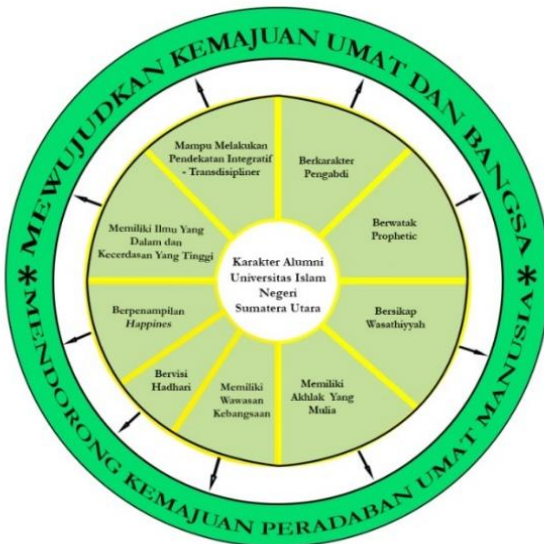 MEWUJUDKAN KEMAJUAN UMAT DAN BANGSA
*
MENDORONG KEMAJUAN PERADABAN UMAT MANUSIA
*
Karakter Alumni
Universitas Islam
Negeri
Sumatera Utara
Berkarakter
Pengabdi
Berwatak
Prophetic
Bersikap
Wasathiyyah
Memiliki
Akhlak Yang
Mulia
Memiliki
Wawasan
Kebangsaan
Bervisi
Hadhari
Berpenampilan
Happines
Memiliki Ilmu Yang
Dalam dan
Kecerdasan Yang Tinggi
Mampu Melakukan
Pendekatan Integratif
- Transdisipliner